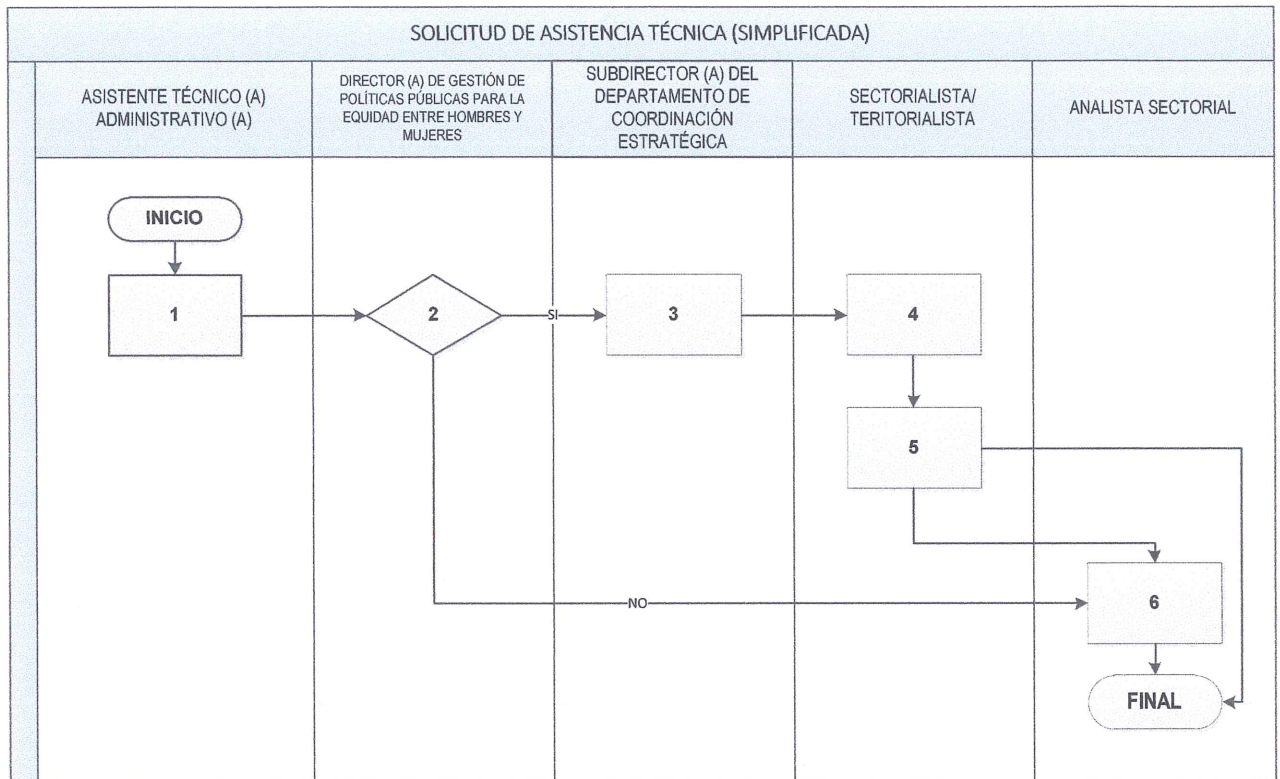 SOLICITUD DE ASISTENCIA TÉCNICA (SIMPLIFICADA)
ASISTENTE TÉCNICO (A)
ADMINISTRATIVO (A)
DIRECTOR (A) DE GESTIÓN DE
POLÍTICAS PÚBLICAS PARA LA
EQUIDAD ENTRE HOMBRES Y
MUJERES
SUBDIRECTOR (A) DEL
DEPARTAMENTO DE
COORDINACIÓN
ESTRATÉGICA
SECTORIALISTA/
TERITORIALISTA
ANALISTA SECTORIAL
INICIO
1
2
SI
3
4
5
NO
6
FINAL